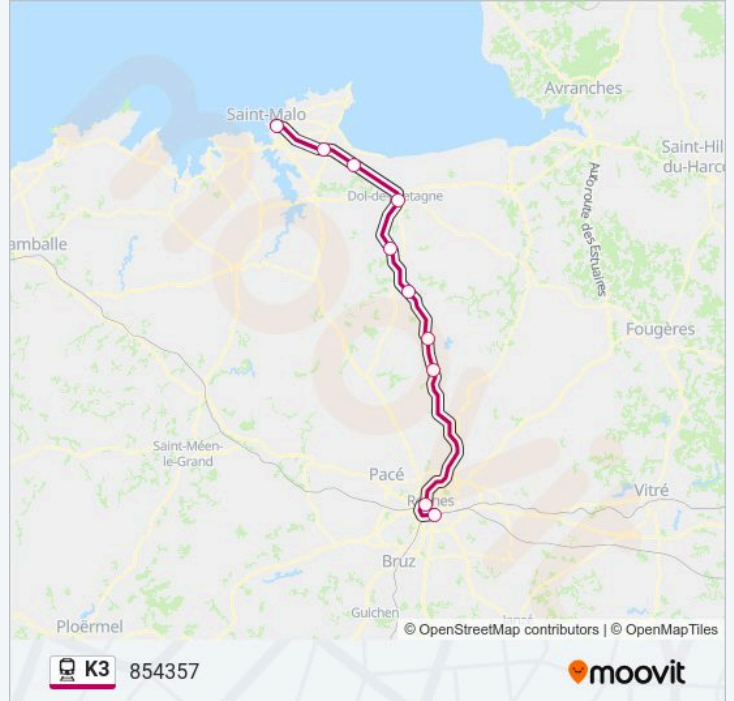 Avranches
Saint-Malo
Saint-Hil
du-Harco
Dol-de-Bretagne
Autoroute des Estuaires
amballe
Fougères
Saint-Méen-
le-Grand
Pacé
Rennes
Vitré
Bruz
Guichen
Ploërmel
© OpenStreetMap contributors | © OpenMapTiles
K3 854357 moovit